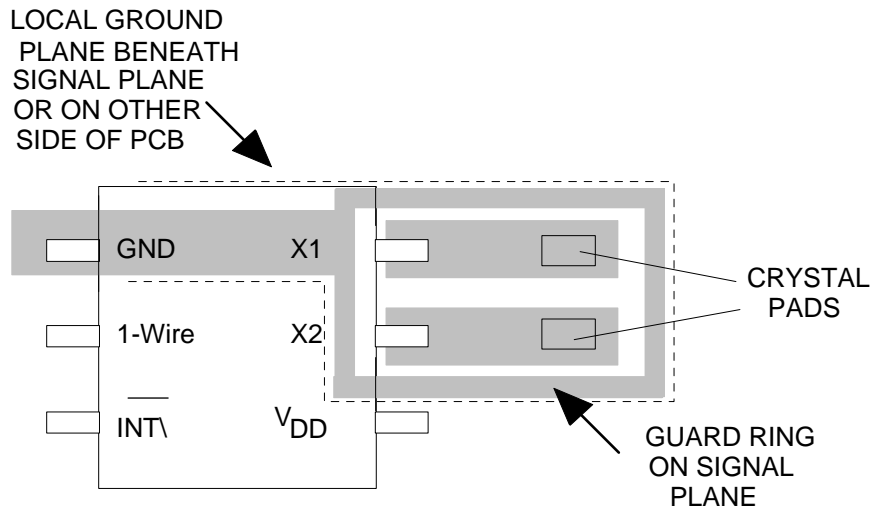 LOCAL GROUND
PLANE BENEATH
SIGNAL PLANE
OR ON OTHER
SIDE OF PCB
GND
X1
1-Wire
X2
INT\
VDD
CRYSTAL
PADS
GUARD RING
ON SIGNAL
PLANE